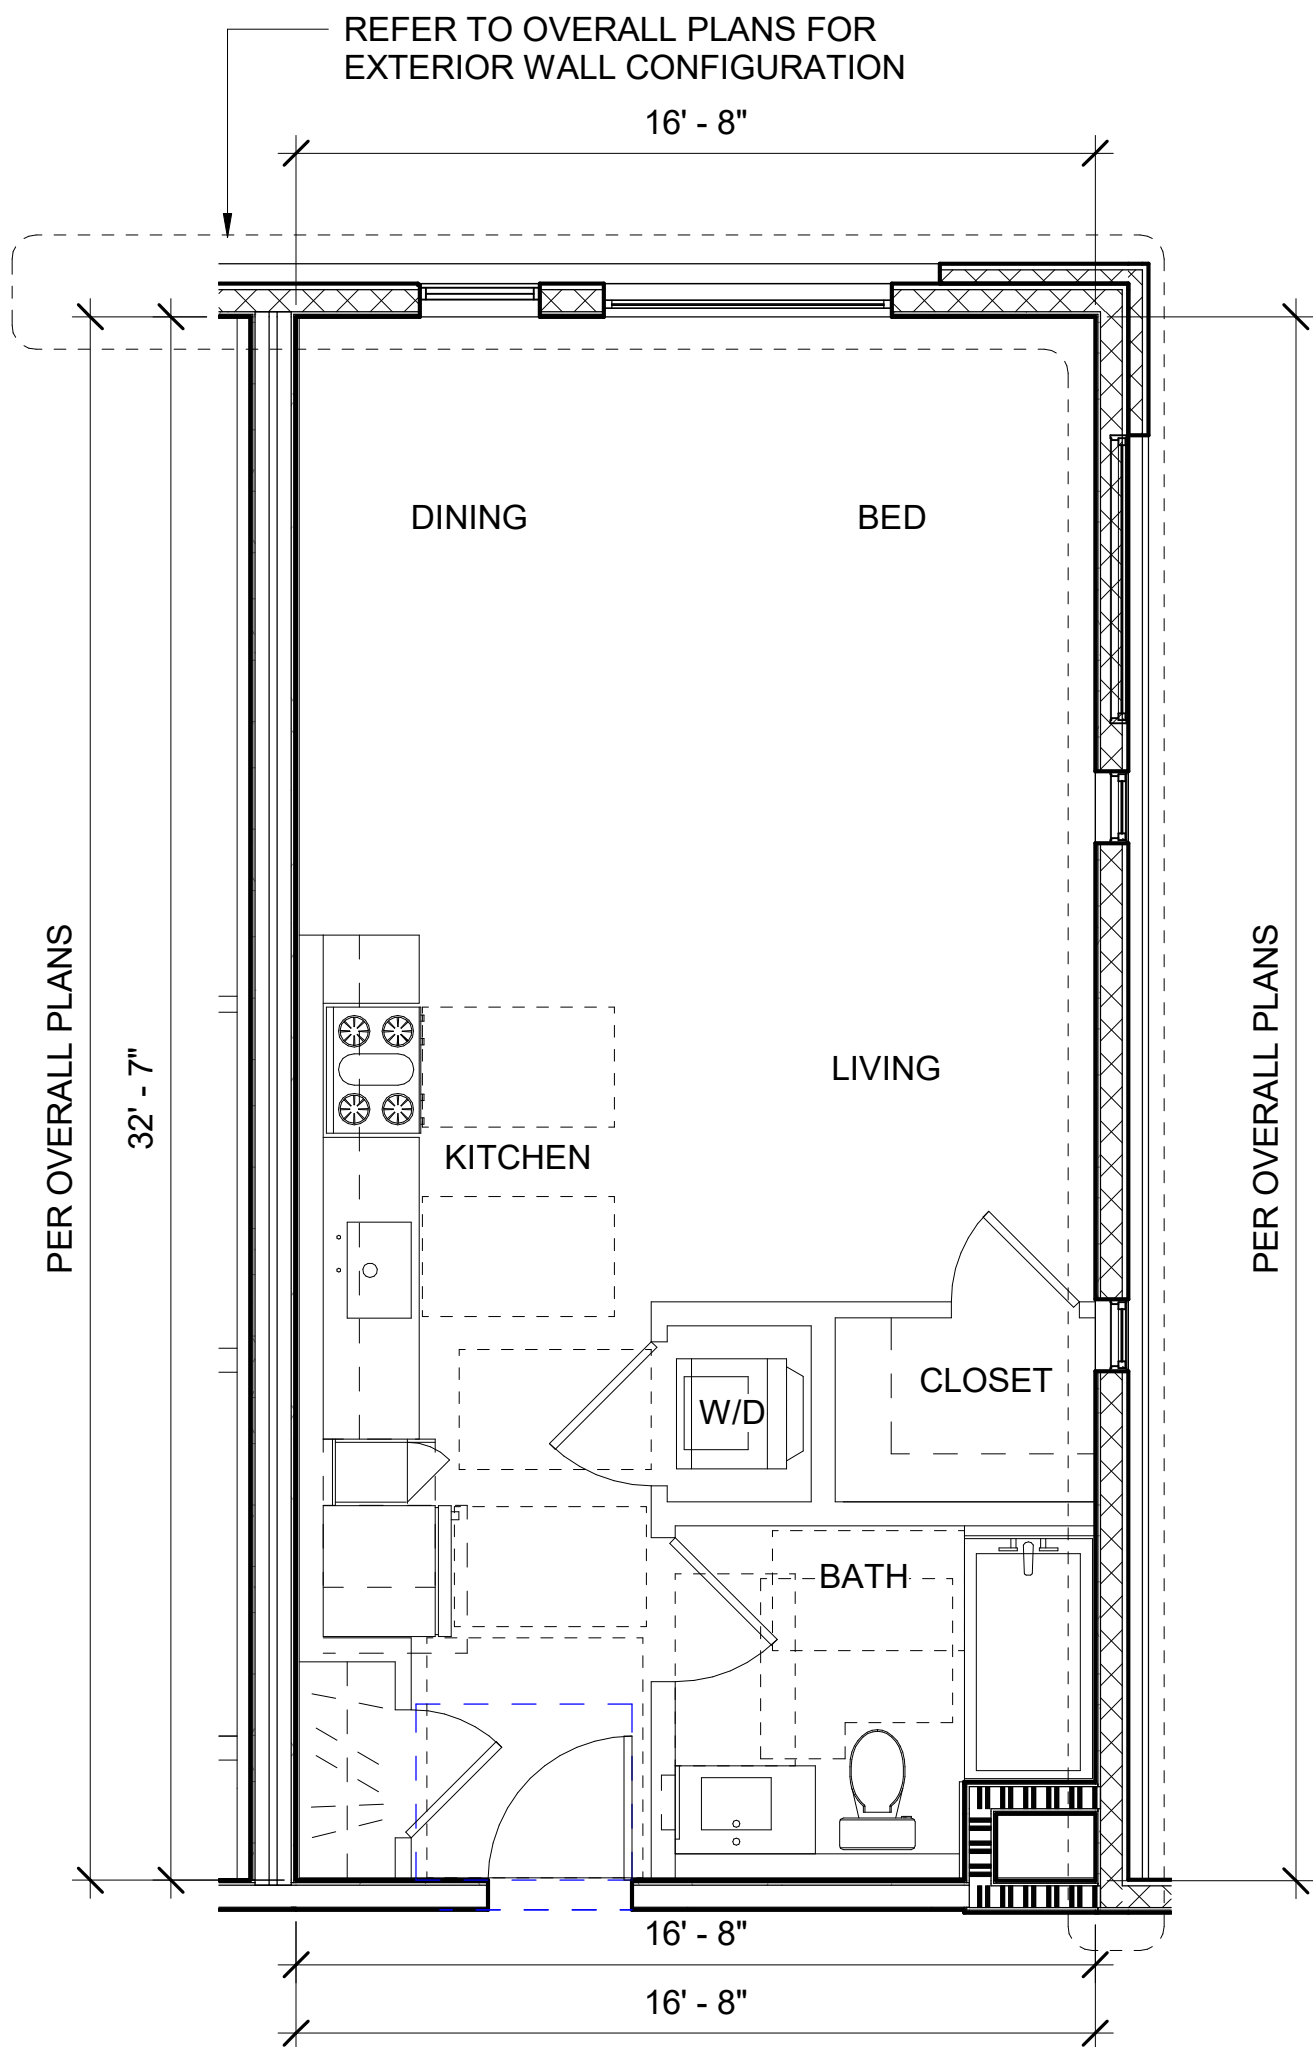 REFER TO OVERALL PLANS FOR
EXTERIOR WALL CONFIGURATION
16' - 8"
DINING
BED
PER OVERALL PLANS
32' - 7"
LIVING
KITCHEN
PER OVERALL PLANS
CLOSET
W/D
BATH
16' - 8"
16' - 8"